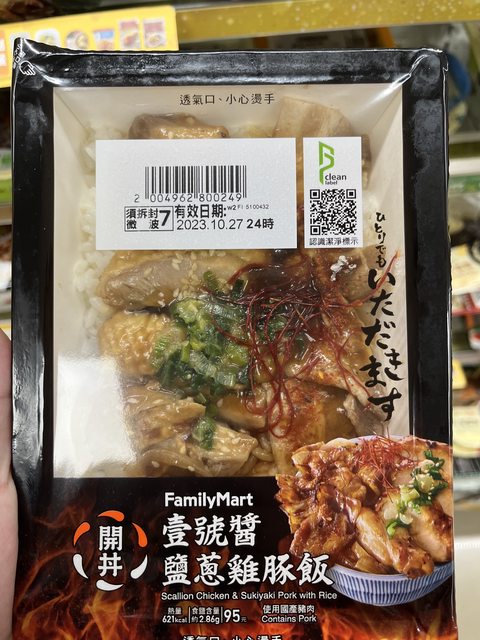 透氣口、小心燙手
2 004962 800249
須拆封微波 7 有效日期: w2 FI 5100432
2023.10.27 24時
clean label
認識潔淨標示
ひとりでも
いただきます
FamilyMart
開丼
壹號醬
鹽蔥雞豚飯
Scallion Chicken & Sukiyaki Pork with Rice
熱量 621kcal 食鹽含量 約2.86g 95元 使用國產豬肉 Contains Pork
透氣口、小心燙手